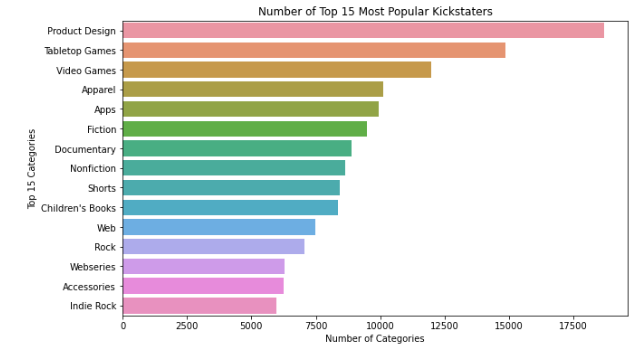 Number of Top 15 Most Popular Kickstaters
Top 15 Categories
Product Design
Tabletop Games
Video Games
Apparel
Apps
Fiction
Documentary
Nonfiction
Shorts
Children's Books
Web
Rock
Webseries
Accessories
Indie Rock
0 2500 5000 7500 10000 12500 15000 17500
Number of Categories